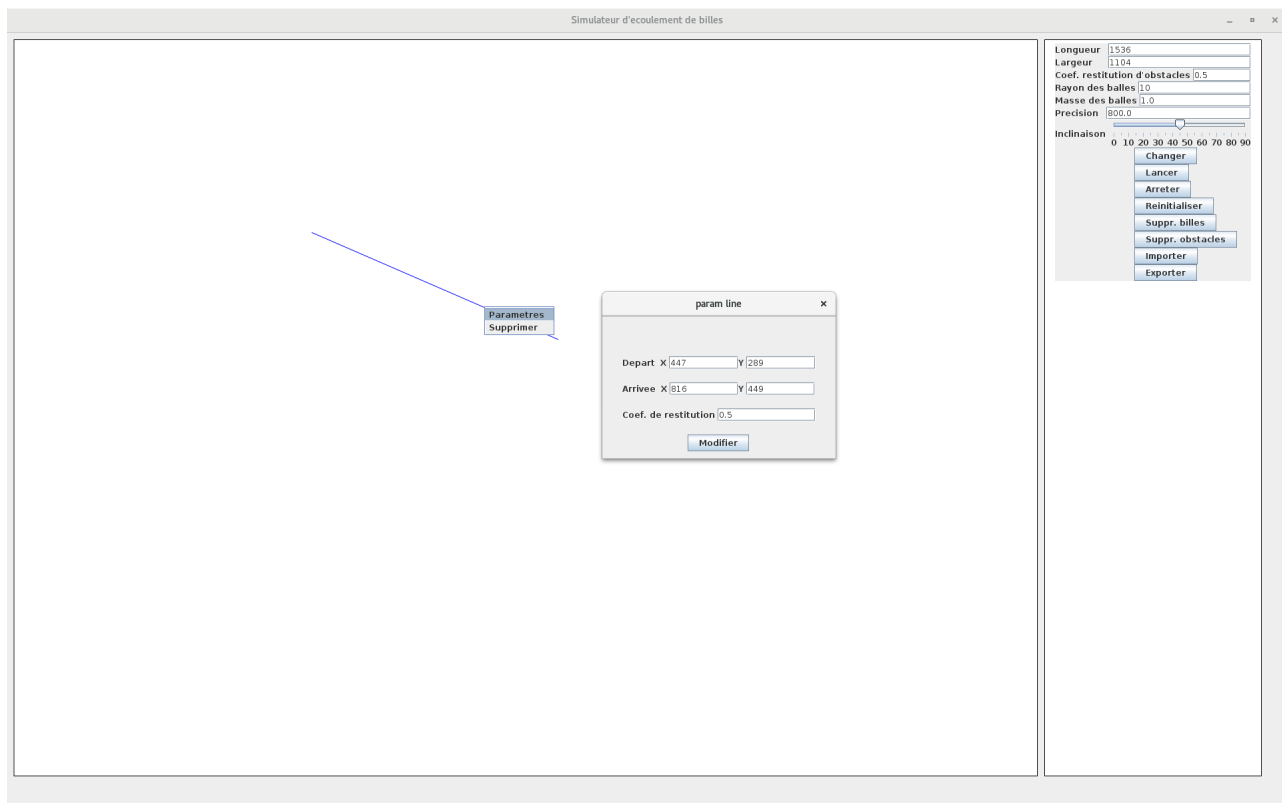 Simulateur d'ecoulement de billes
Longueur 1536
Largeur 1104
Coef. restitution d'obstacles 0.5
Rayon des balles 10
Masse des balles 1.0
Precision 800.0
Inclinaison
0 10 20 30 40 50 60 70 80 90
Changer
Lancer
Arreter
Reinitialiser
Suppr. billes
Suppr. obstacles
Importer
Exporter
Parametres
Supprimer
param line
Depart X 447 Y 289
Arrivee X 816 Y 449
Coef. de restitution 0.5
Modifier